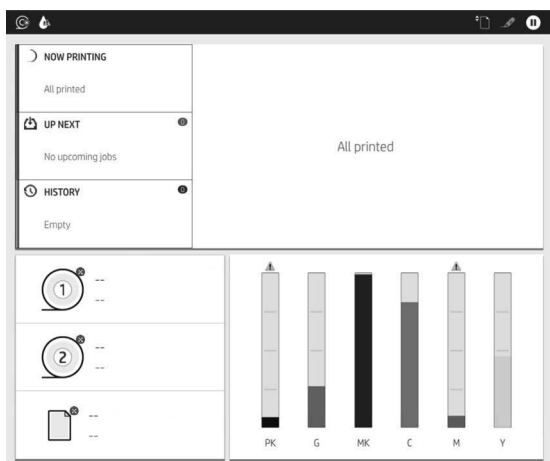 NOW PRINTING
All printed
UP NEXT
0
No upcoming jobs
HISTORY
0
Empty
All printed
1
--
--
2
--
--
--
--
PK
G
MK
C
M
Y